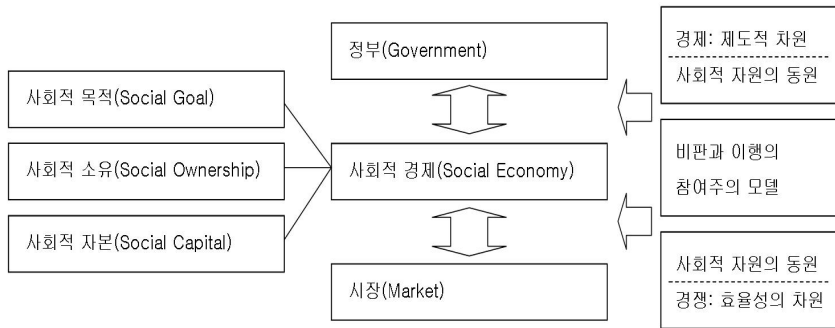 정부(Government)
사회적 목적(Social Goal)
사회적 소유(Social Ownership)
사회적 자본(Social Capital)
사회적 경제(Social Economy)
시장(Market)
경제: 제도적 차원
사회적 자원의 동원
비판과 이행의
참여주의 모델
사회적 자원의 동원
경쟁: 효율성의 차원